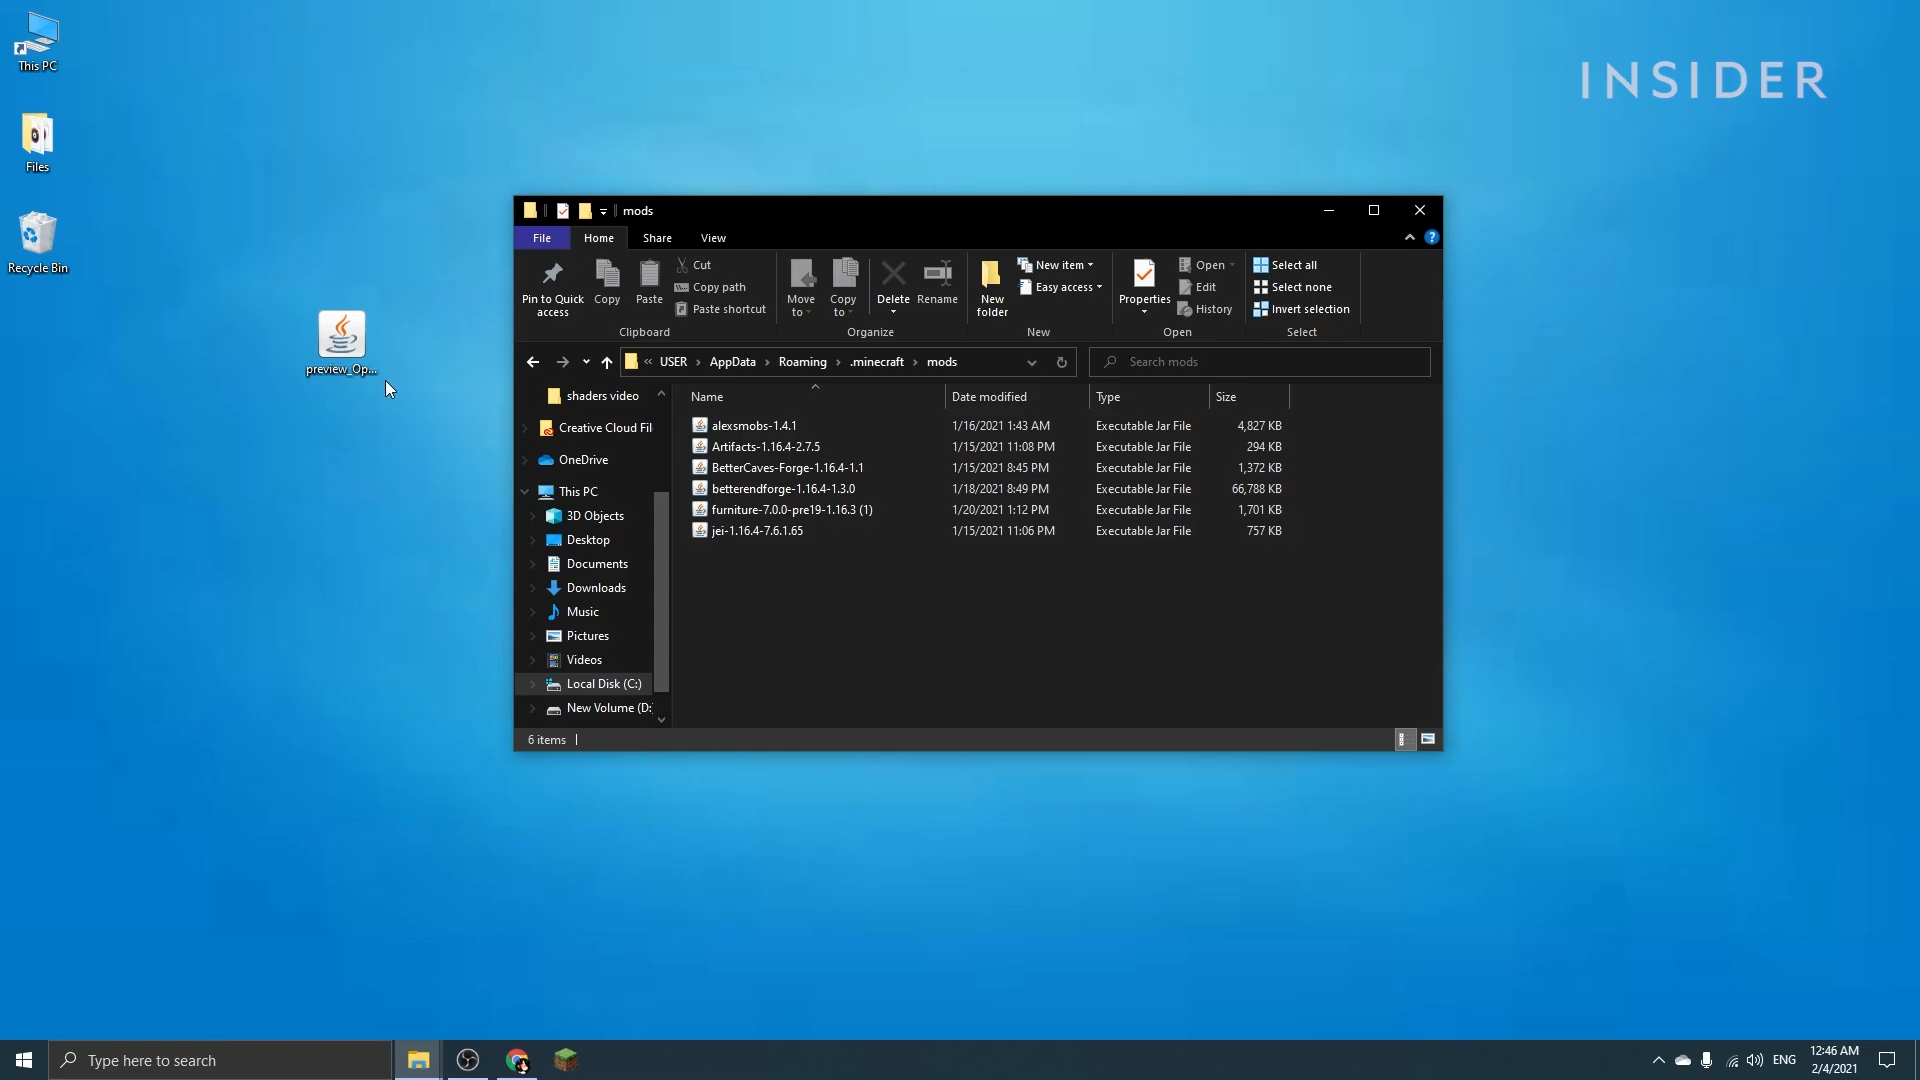 This PC
Files
Recycle Bin
preview_Op...
INSIDER
mods
File Home Share View
Pin to Quick access
Copy
Paste
Cut
Copy path
Paste shortcut
Clipboard
Move to
Copy to
Delete
Rename
Organize
New folder
New item
Easy access
New
Properties
Open
Edit
History
Open
Select all
Select none
Invert selection
Select
« USER › AppData › Roaming › .minecraft › mods
Search mods
shaders video
Creative Cloud Fil
OneDrive
This PC
3D Objects
Desktop
Documents
Downloads
Music
Pictures
Videos
Local Disk (C:)
New Volume (D:
Name Date modified Type Size
alexsmobs-1.4.1 1/16/2021 1:43 AM Executable Jar File 4,827 KB
Artifacts-1.16.4-2.7.5 1/15/2021 11:08 PM Executable Jar File 294 KB
BetterCaves-Forge-1.16.4-1.1 1/15/2021 8:45 PM Executable Jar File 1,372 KB
betterendforge-1.16.4-1.3.0 1/18/2021 8:49 PM Executable Jar File 66,788 KB
furniture-7.0.0-pre19-1.16.3 (1) 1/20/2021 1:12 PM Executable Jar File 1,701 KB
jei-1.16.4-7.6.1.65 1/15/2021 11:06 PM Executable Jar File 757 KB
6 items
Type here to search
ENG
12:46 AM
2/4/2021